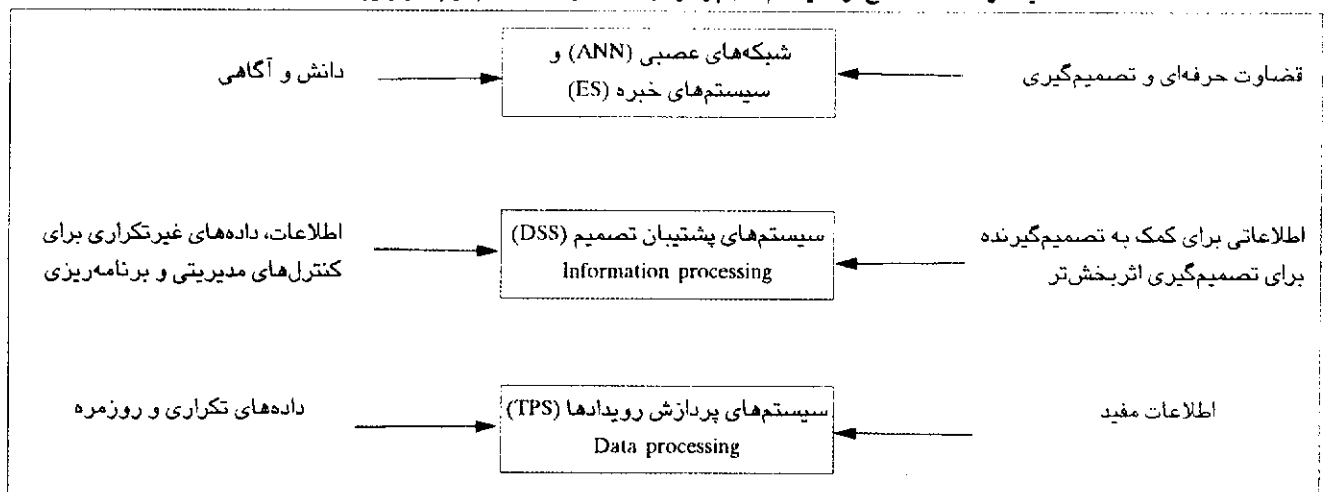 شبکه‌های عصبی (ANN) و
سیستم‌های خبره (ES)
قضاوت حرفه‌ای و تصمیم‌گیری
دانش و آگاهی
اطلاعاتی برای کمک به تصمیم‌گیرنده
برای تصمیم‌گیری اثربخش‌تر
سیستم‌های پشتیبان تصمیم (DSS)
Information processing
اطلاعات، داده‌های غیرتکراری برای
کنترل‌های مدیریتی و برنامه‌ریزی
اطلاعات مفید
سیستم‌های پردازش رویدادها (TPS)
Data processing
داده‌های تکراری و روزمره